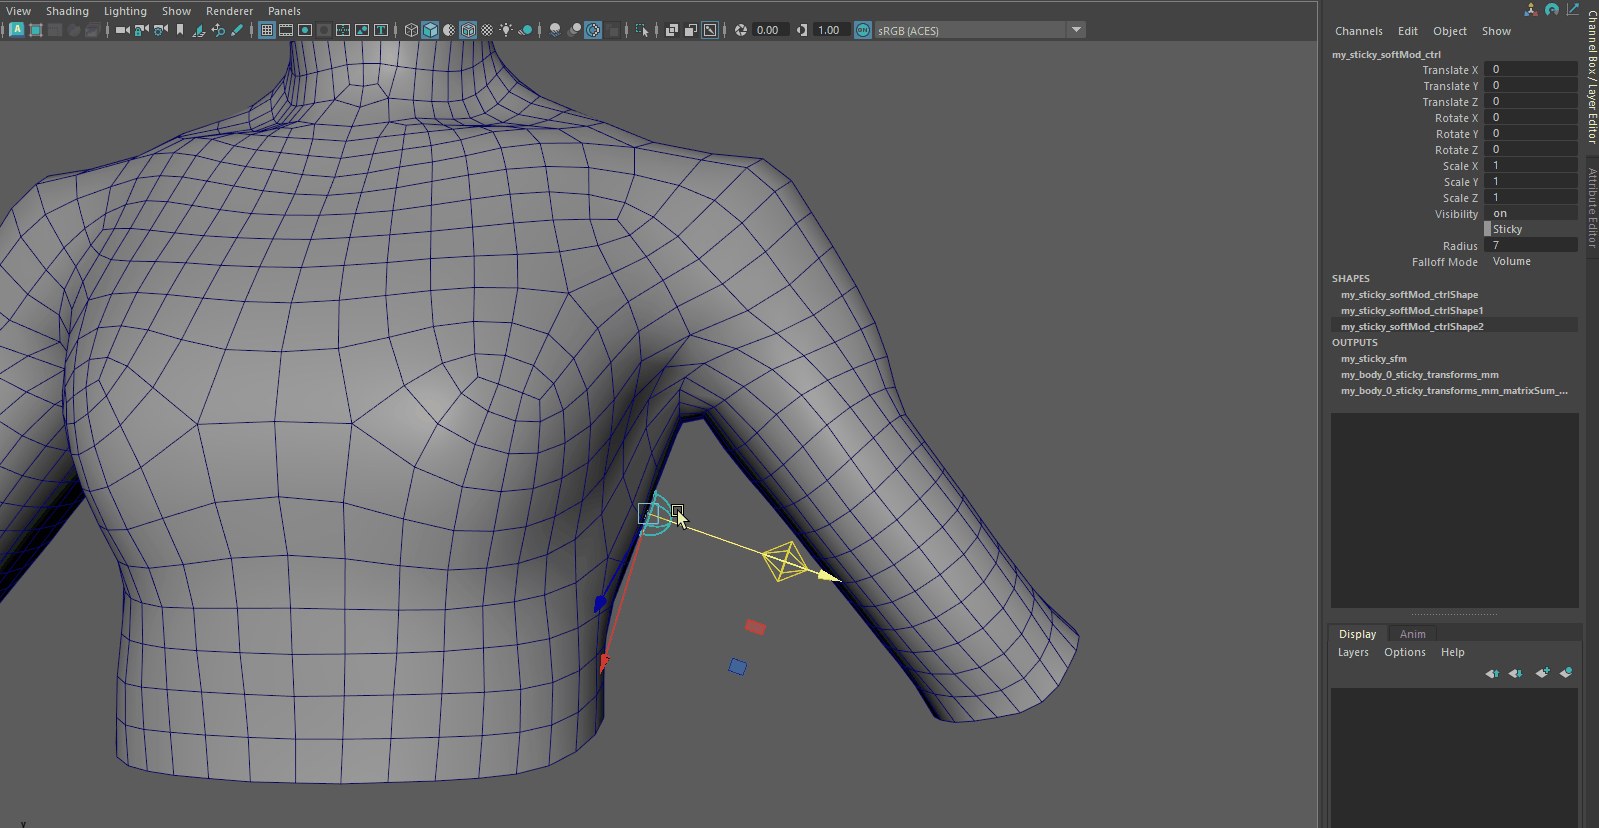 View Shading Lighting Show Renderer Panels
0.00 1.00 ON sRGB (ACES)
Channels Edit Object Show
my_sticky_softMod_ctrl
Translate X 0
Translate Y 0
Translate Z 0
Rotate X 0
Rotate Y 0
Rotate Z 0
Scale X 1
Scale Y 1
Scale Z 1
Visibility on
Sticky
Radius 7
Falloff Mode Volume
SHAPES
my_sticky_softMod_ctrlShape
my_sticky_softMod_ctrlShape1
my_sticky_softMod_ctrlShape2
OUTPUTS
my_sticky_sfm
my_body_0_sticky_transforms_mm
my_body_0_sticky_transforms_mm_matrixSum_...
Display Anim
Layers Options Help
Channel Box / Layer Editor
Attribute Editor
y